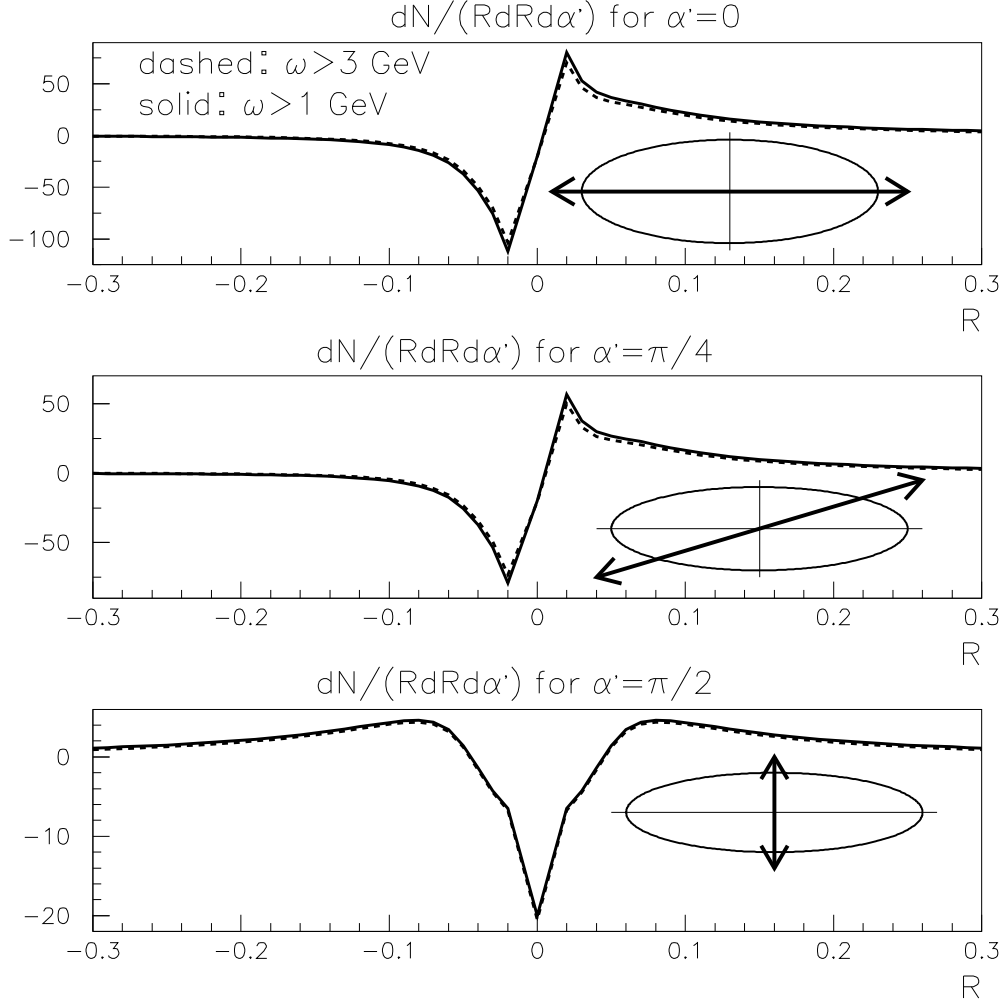 dN/(RdRdα’) for α’=0
dashed: ω>3 GeV
solid: ω>1 GeV
50
0
−50
−100
−0.3 −0.2 −0.1 0 0.1 0.2 0.3
R
dN/(RdRdα’) for α’=π/4
50
0
−50
−0.3 −0.2 −0.1 0 0.1 0.2 0.3
R
dN/(RdRdα’) for α’=π/2
0
−10
−20
−0.3 −0.2 −0.1 0 0.1 0.2 0.3
R